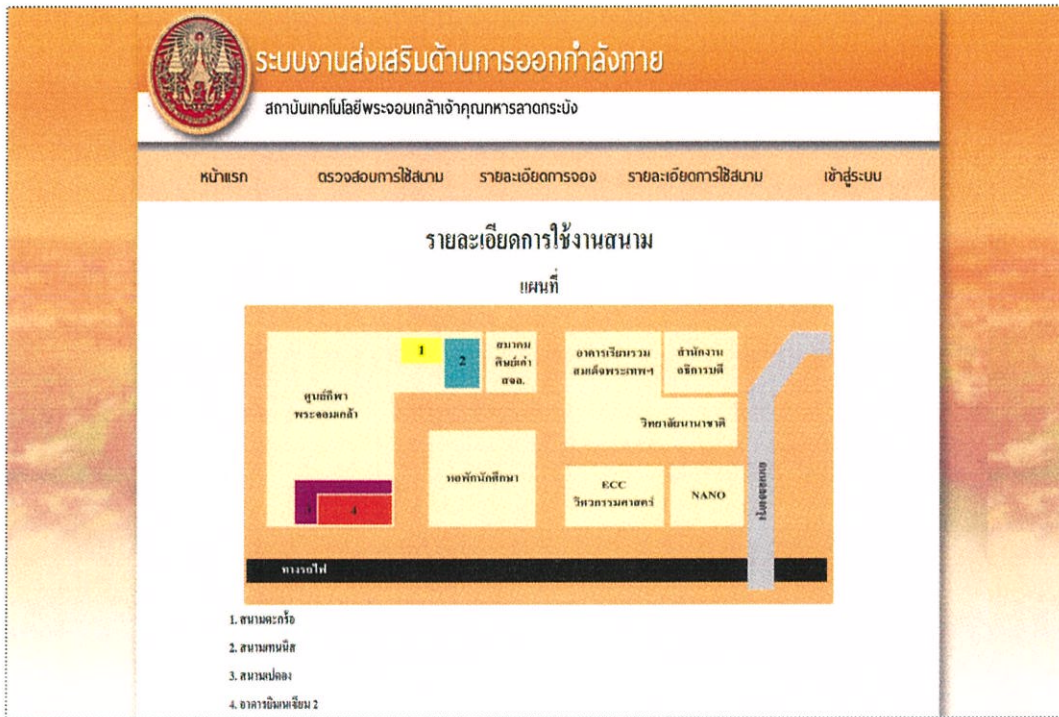 ระบบงานส่งเสริมด้านการออกกำลังกาย
สถาบันเทคโนโลยีพระจอมเกล้าเจ้าคุณทหารลาดกระบัง
หน้าแรก ตรวจสอบการใช้สนาม รายละเอียดการจอง รายละเอียดการใช้สนาม เข้าสู่ระบบ
รายละเอียดการใช้งานสนาม
แผนที่
1
2
สมาคม
ศิษย์เก่า
สจล.
อาคารเรียนรวม
สมเด็จพระเทพฯ
สำนักงาน
อธิการบดี
ศูนย์กีฬา
พระจอมเกล้า
วิทยาลัยนานาชาติ
หอพักนักศึกษา
ECC
วิศวกรรมศาสตร์
NANO
ถนนฉลองกรุง
3
4
ทางรถไฟ
1. สนามตะกร้อ
2. สนามเทนนิส
3. สนามเปตอง
4. อาคารยิมเนเซียม 2